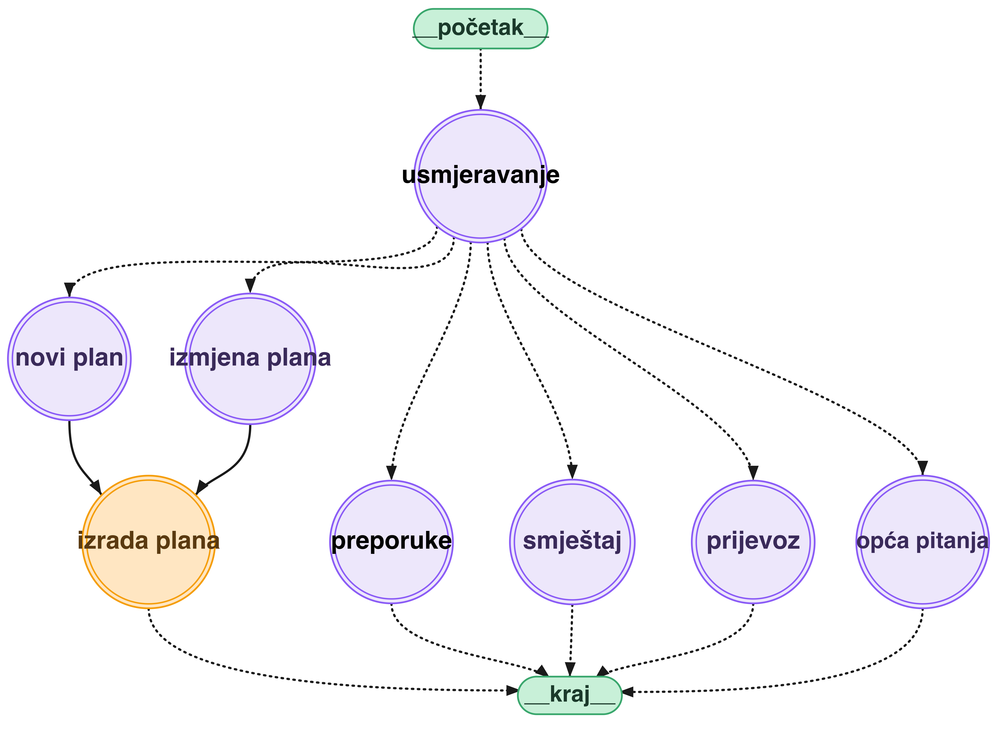 __početak__
usmjeravanje
novi plan
izmjena plana
izrada plana
preporuke
smještaj
prijevoz
opća pitanja
__kraj__